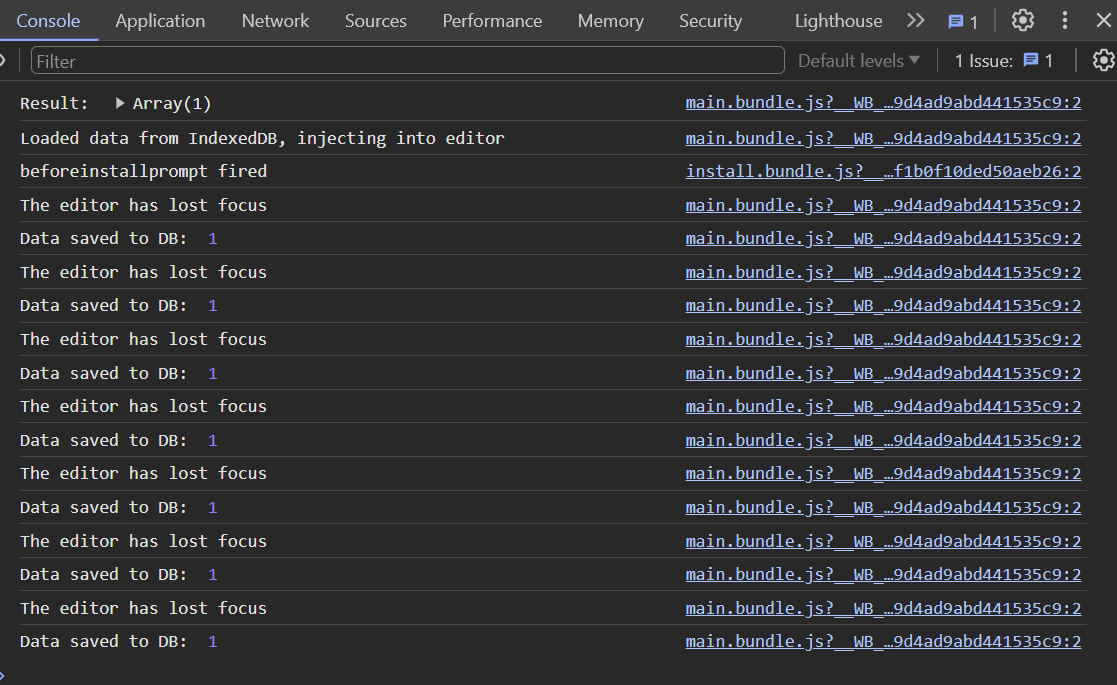 Console Application Network Sources Performance Memory Security Lighthouse 1
Filter Default levels 1 Issue: 1
Result: Array(1) main.bundle.js?__WB_…9d4ad9abd441535c9:2
Loaded data from IndexedDB, injecting into editor main.bundle.js?__WB_…9d4ad9abd441535c9:2
beforeinstallprompt fired install.bundle.js?__…f1b0f10ded50aeb26:2
The editor has lost focus main.bundle.js?__WB_…9d4ad9abd441535c9:2
Data saved to DB: 1 main.bundle.js?__WB_…9d4ad9abd441535c9:2
The editor has lost focus main.bundle.js?__WB_…9d4ad9abd441535c9:2
Data saved to DB: 1 main.bundle.js?__WB_…9d4ad9abd441535c9:2
The editor has lost focus main.bundle.js?__WB_…9d4ad9abd441535c9:2
Data saved to DB: 1 main.bundle.js?__WB_…9d4ad9abd441535c9:2
The editor has lost focus main.bundle.js?__WB_…9d4ad9abd441535c9:2
Data saved to DB: 1 main.bundle.js?__WB_…9d4ad9abd441535c9:2
The editor has lost focus main.bundle.js?__WB_…9d4ad9abd441535c9:2
Data saved to DB: 1 main.bundle.js?__WB_…9d4ad9abd441535c9:2
The editor has lost focus main.bundle.js?__WB_…9d4ad9abd441535c9:2
Data saved to DB: 1 main.bundle.js?__WB_…9d4ad9abd441535c9:2
The editor has lost focus main.bundle.js?__WB_…9d4ad9abd441535c9:2
Data saved to DB: 1 main.bundle.js?__WB_…9d4ad9abd441535c9:2